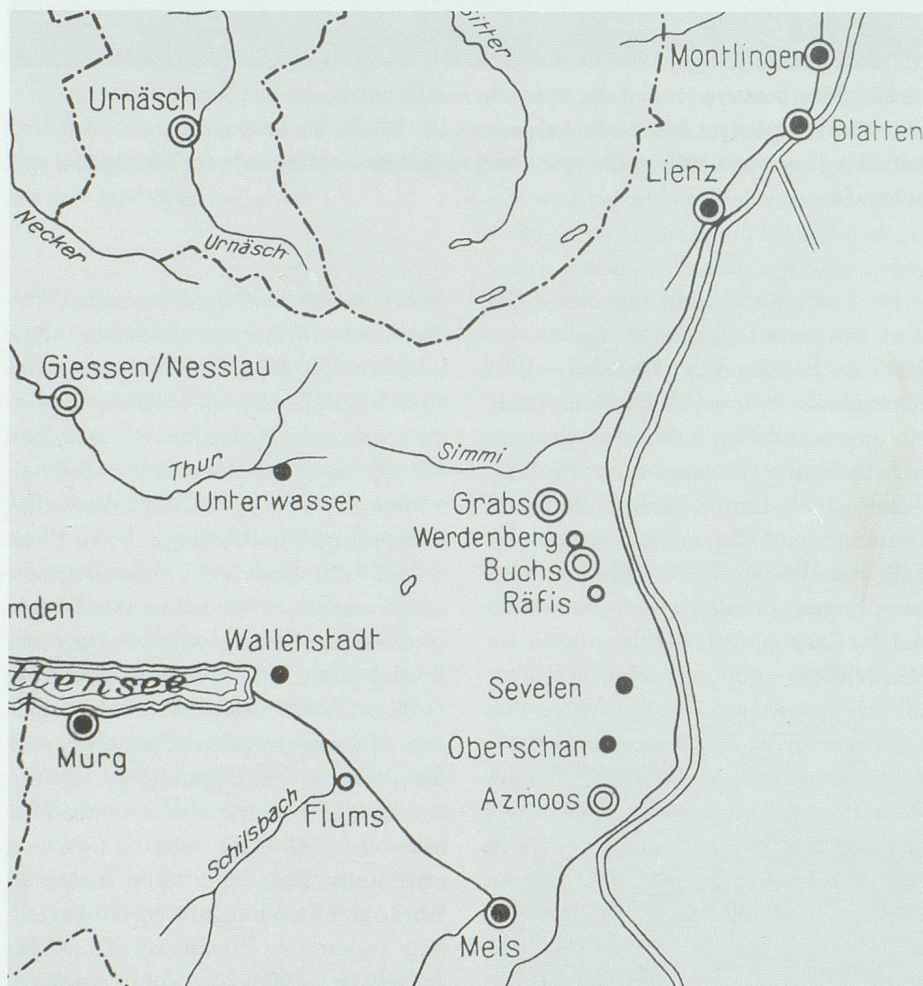 Sitter
Montlingen
Urnäsch
Blatten
Lienz
Necker
Urnäsch
Giessen/Nesslau
Thur
Simmi
Unterwasser
Grabs
Werdenberg
Buchs
Räfis
mden
Wallenstadt
ttensee
Sevelen
Murg
Oberschan
Azmoos
Schilsbach
Flums
Mels